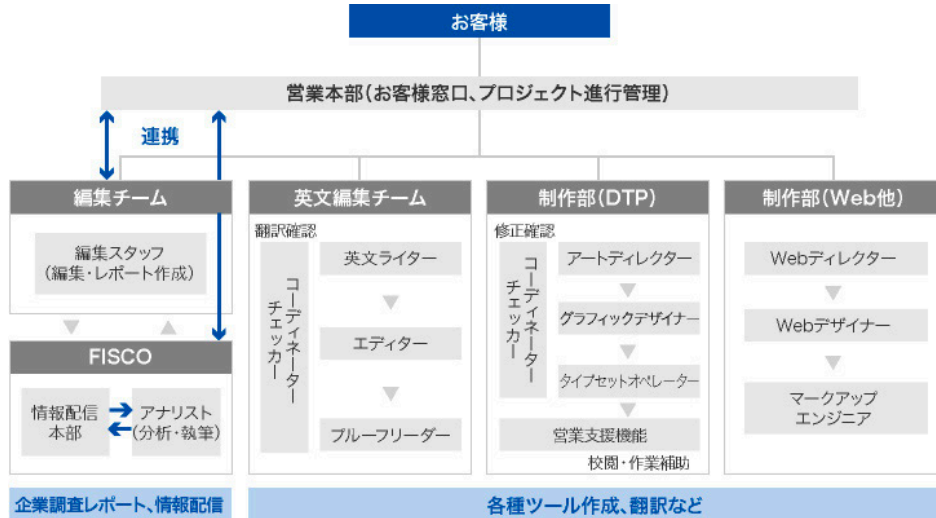 お客様
営業本部(お客様窓口、プロジェクト進行管理)
連携
編集チーム
編集スタッフ
(編集・レポート作成)
FISCO
情報配信
本部
アナリスト
(分析・執筆)
企業調査レポート、情報配信
英文編集チーム
翻訳確認
コーディネーター
チェッカー
英文ライター
エディター
プルーフリーダー
制作部(DTP)
修正確認
コーディネーター
チェッカー
アートディレクター
グラフィックデザイナー
タイプセットオペレーター
営業支援機能
校閲・作業補助
制作部(Web他)
Webディレクター
Webデザイナー
マークアップ
エンジニア
各種ツール作成、翻訳など